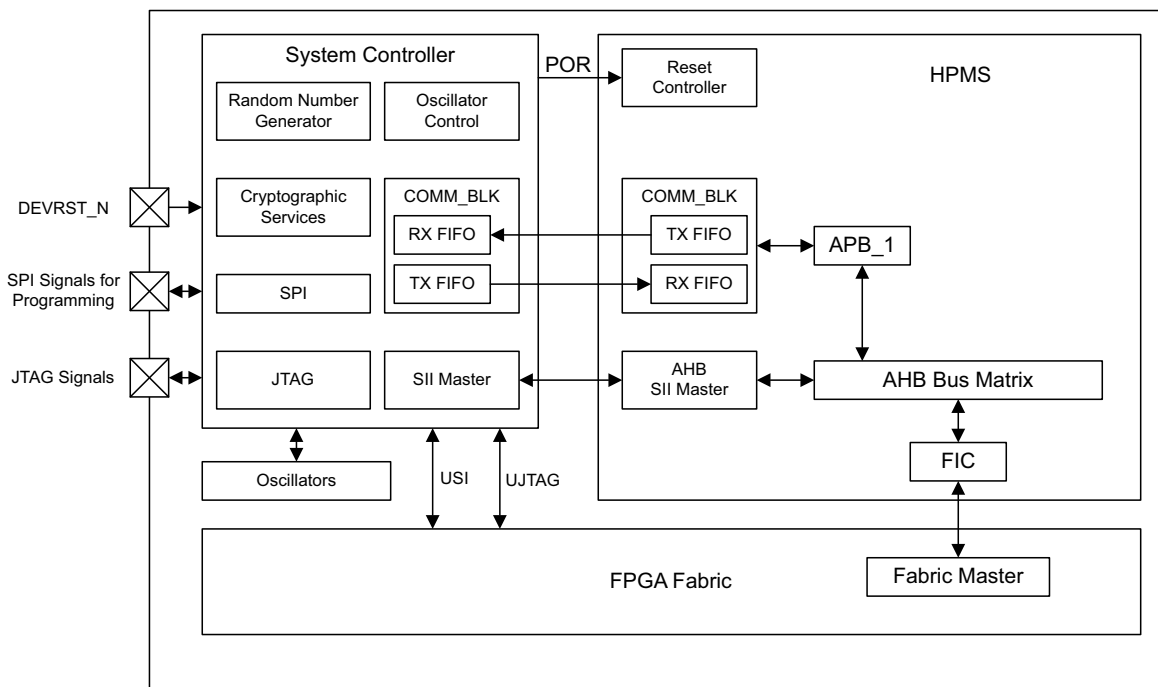 System Controller
HPMS
POR
Reset
Controller
Random Number
Generator
Oscillator
Control
DEVRST_N
Cryptographic
Services
COMM_BLK
RX FIFO
TX FIFO
COMM_BLK
TX FIFO
RX FIFO
APB_1
SPI Signals for
Programming
SPI
JTAG Signals
JTAG
SII Master
AHB
SII Master
AHB Bus Matrix
FIC
Oscillators
USI
UJTAG
FPGA Fabric
Fabric Master